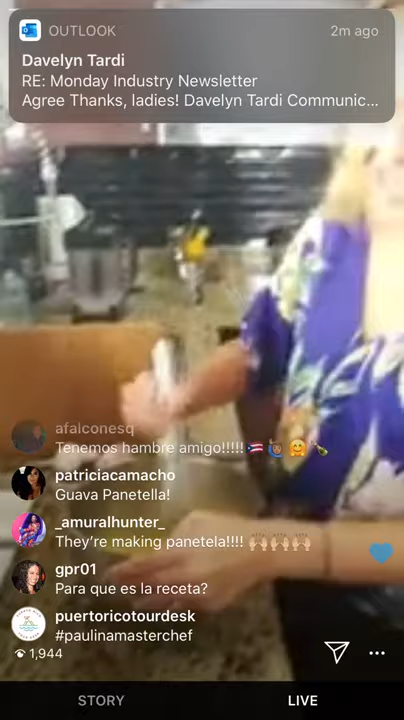 OUTLOOK
2m ago
Davelyn Tardi
RE: Monday Industry Newsletter
Agree Thanks, ladies! Davelyn Tardi Communic...
afalconesq
Tenemos hambre amigo!!!!! 🇵🇷🙋🏽‍♂️🤗🍾
patriciacamacho
Guava Panetella!
_amuralhunter_
They're making panetela!!!! 🙌🏼🙌🏼🙌🏼
gpr01
Para que es la receta?
puertoricotourdesk
#paulinamasterchef
1,944
STORY
LIVE